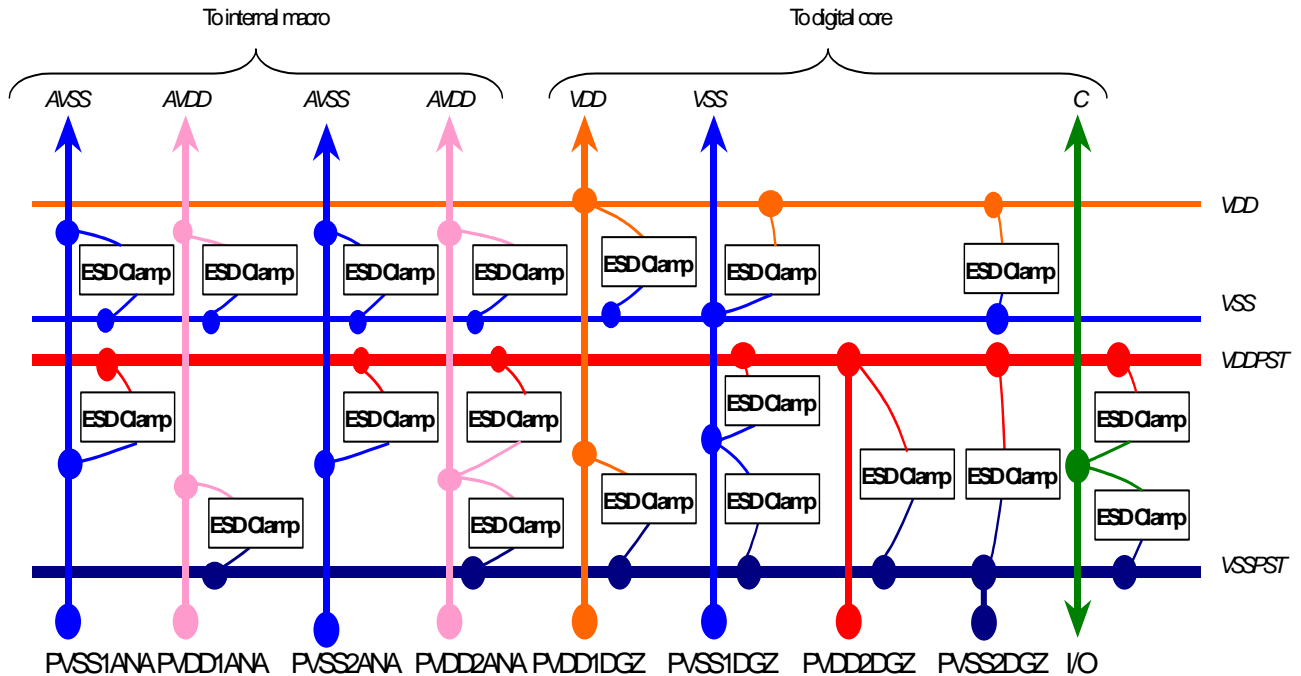 To internal macro
To digital core
AVSS AVDD AVSS AVDD VDD VSS C
VDD
ESD Clamp ESD Clamp ESD Clamp ESD Clamp ESD Clamp ESD Clamp ESD Clamp
VSS
VDDPST
ESD Clamp ESD Clamp ESD Clamp ESD Clamp ESD Clamp
ESD Clamp ESD Clamp
ESD Clamp ESD Clamp ESD Clamp ESD Clamp ESD Clamp
VSSPST
PVSS1ANA PVDD1ANA PVSS2ANA PVDD2ANA PVDD1DGZ PVSS1DGZ PVDD2DGZ PVSS2DGZ I/O